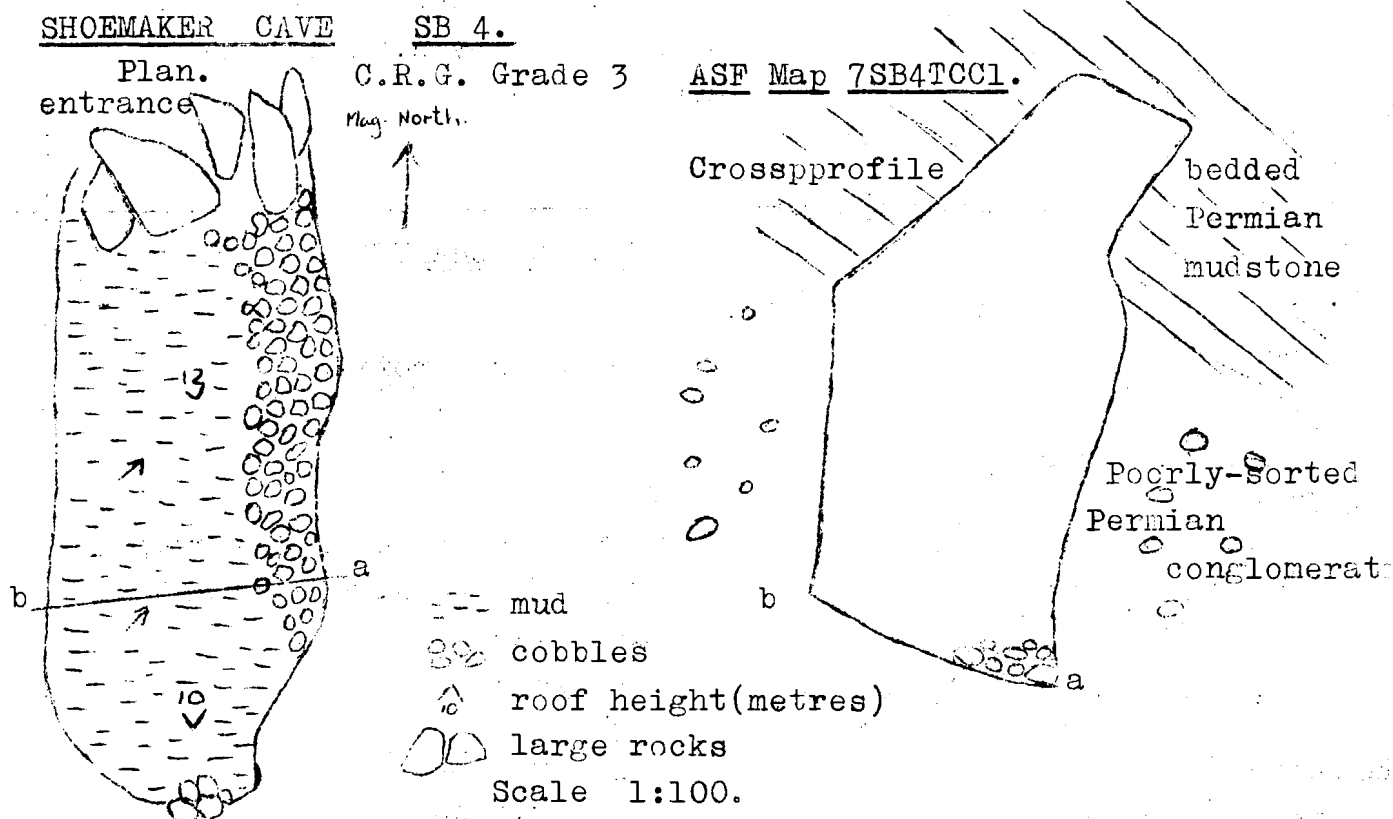 SHOEMAKER CAVE SB 4.
Plan.
entrance
C.R.G. Grade 3
Mag. North.
ASF Map 7SB4TCC1.
Crosspprofile
bedded
Permian
mudstone
13
10
a
b
--- mud
cobbles
10
roof height(metres)
large rocks
Scale 1:100.
b
a
Poorly-sorted
Permian
conglomerat